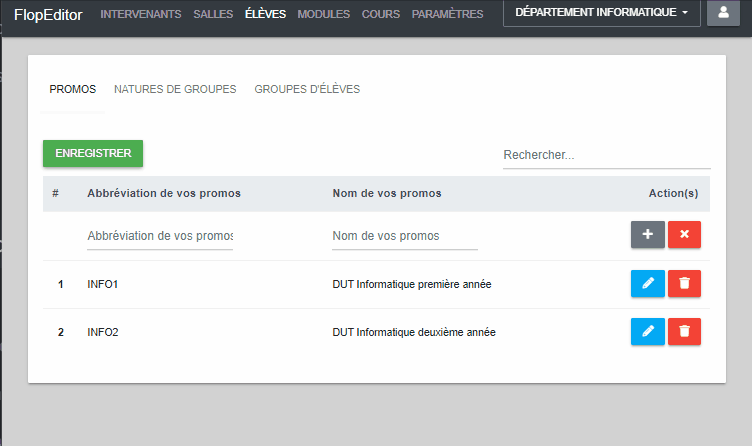 FlopEditor INTERVENANTS SALLES ÉLÈVES MODULES COURS PARAMÈTRES DÉPARTEMENT INFORMATIQUE
PROMOS NATURES DE GROUPES GROUPES D'ÉLÈVES
ENREGISTRER Rechercher...
# Abbréviation de vos promos Nom de vos promos Action(s)
Abbréviation de vos promos Nom de vos promos
1 INFO1 DUT Informatique première année
2 INFO2 DUT Informatique deuxième année